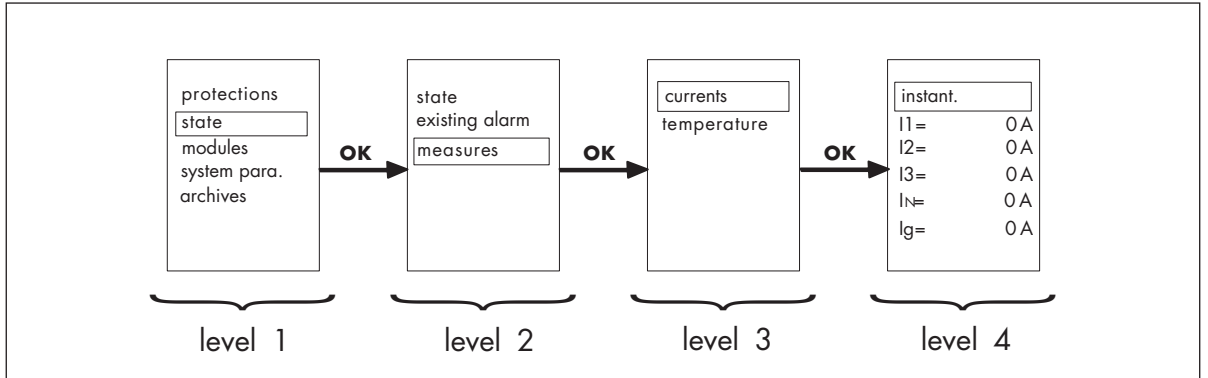 protections
state
modules
system para.
archives
OK
state
existing alarm
measures
OK
currents
temperature
OK
instant.
I1= 0 A
I2= 0 A
I3= 0 A
IN= 0 A
Ig= 0 A
level 1
level 2
level 3
level 4